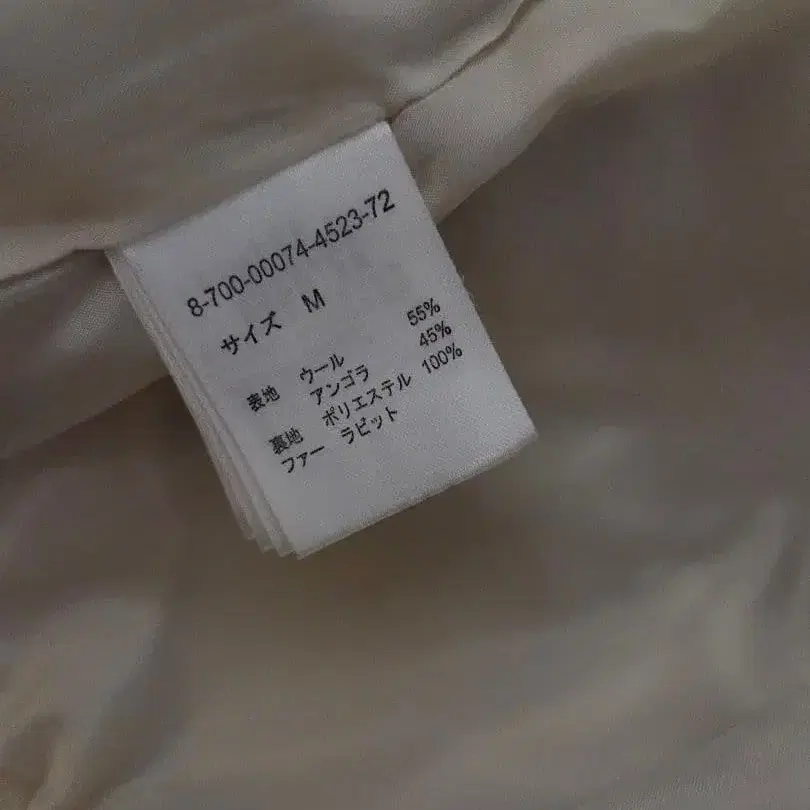 8-700-00074-4523-72
サイズ M
表地 ウール 55%
アンゴラ 45%
裏地 ポリエステル 100%
ファー ラビット